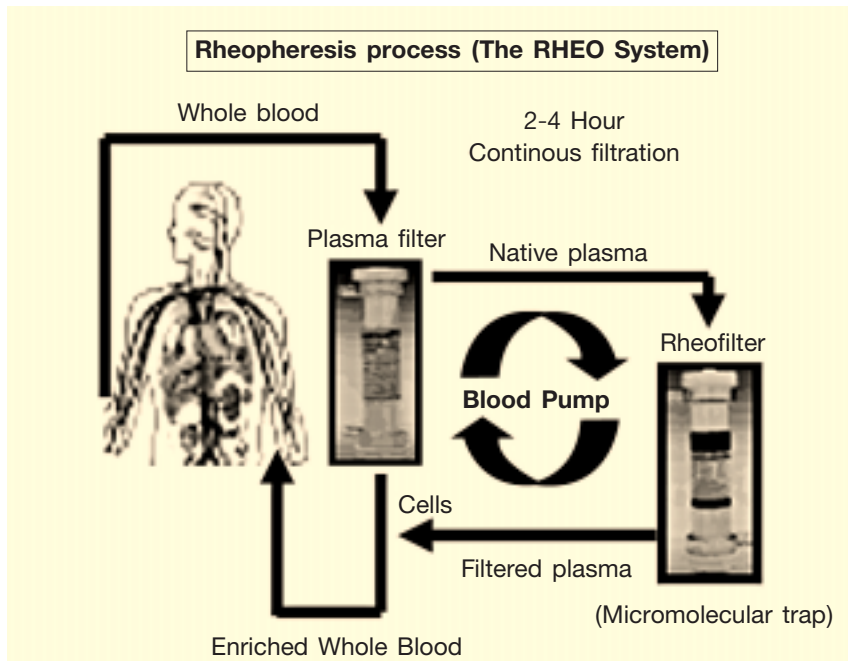 Rheopheresis process (The RHEO System)
Whole blood
2-4 Hour
Continous filtration
Plasma filter
Native plasma
Rheofilter
Blood Pump
Cells
Filtered plasma
(Micromolecular trap)
Enriched Whole Blood